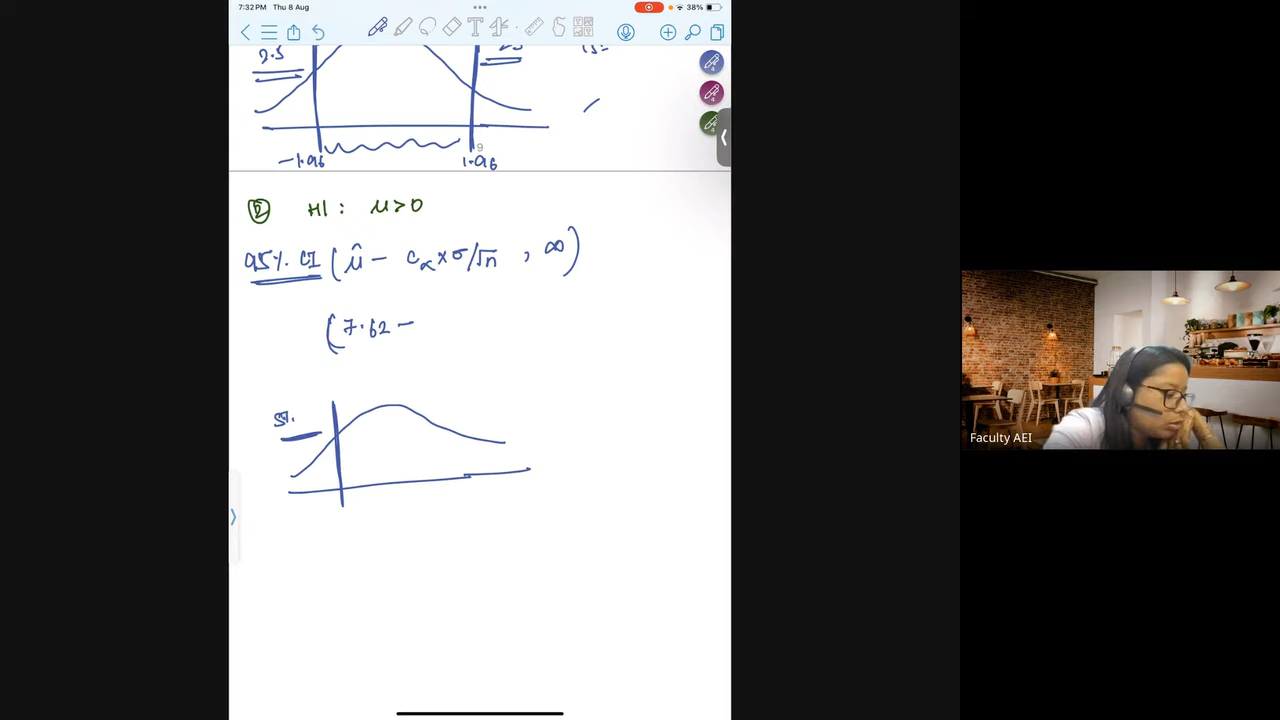 7:32 PM Thu 8 Aug
38%
2.5
9
-1.96
1.96
② H1: μ>0
95%. CI (μ̂ - cα × σ/√n , ∞)
(7.62 -
5%.
Faculty AEI